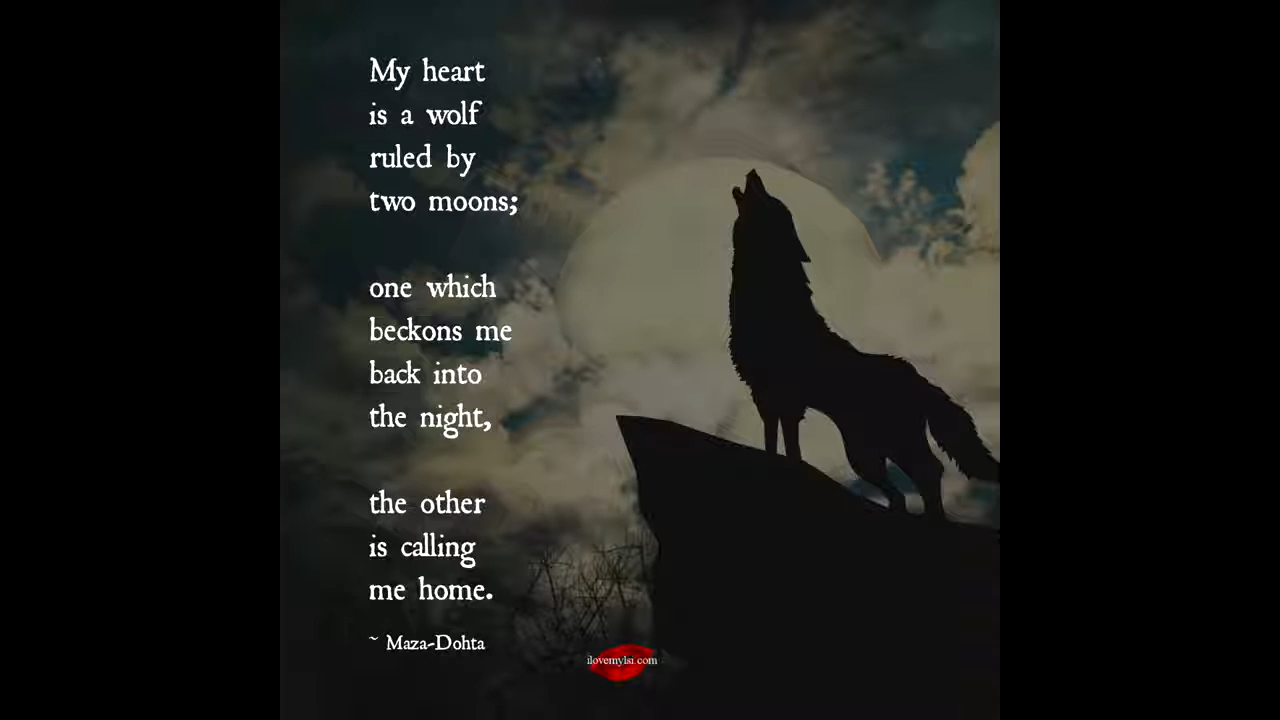 My heart
is a wolf
ruled by
two moons;
one which
beckons me
back into
the night,
the other
is calling
me home.
~ Maza-Dohta
ilovemylsi.com